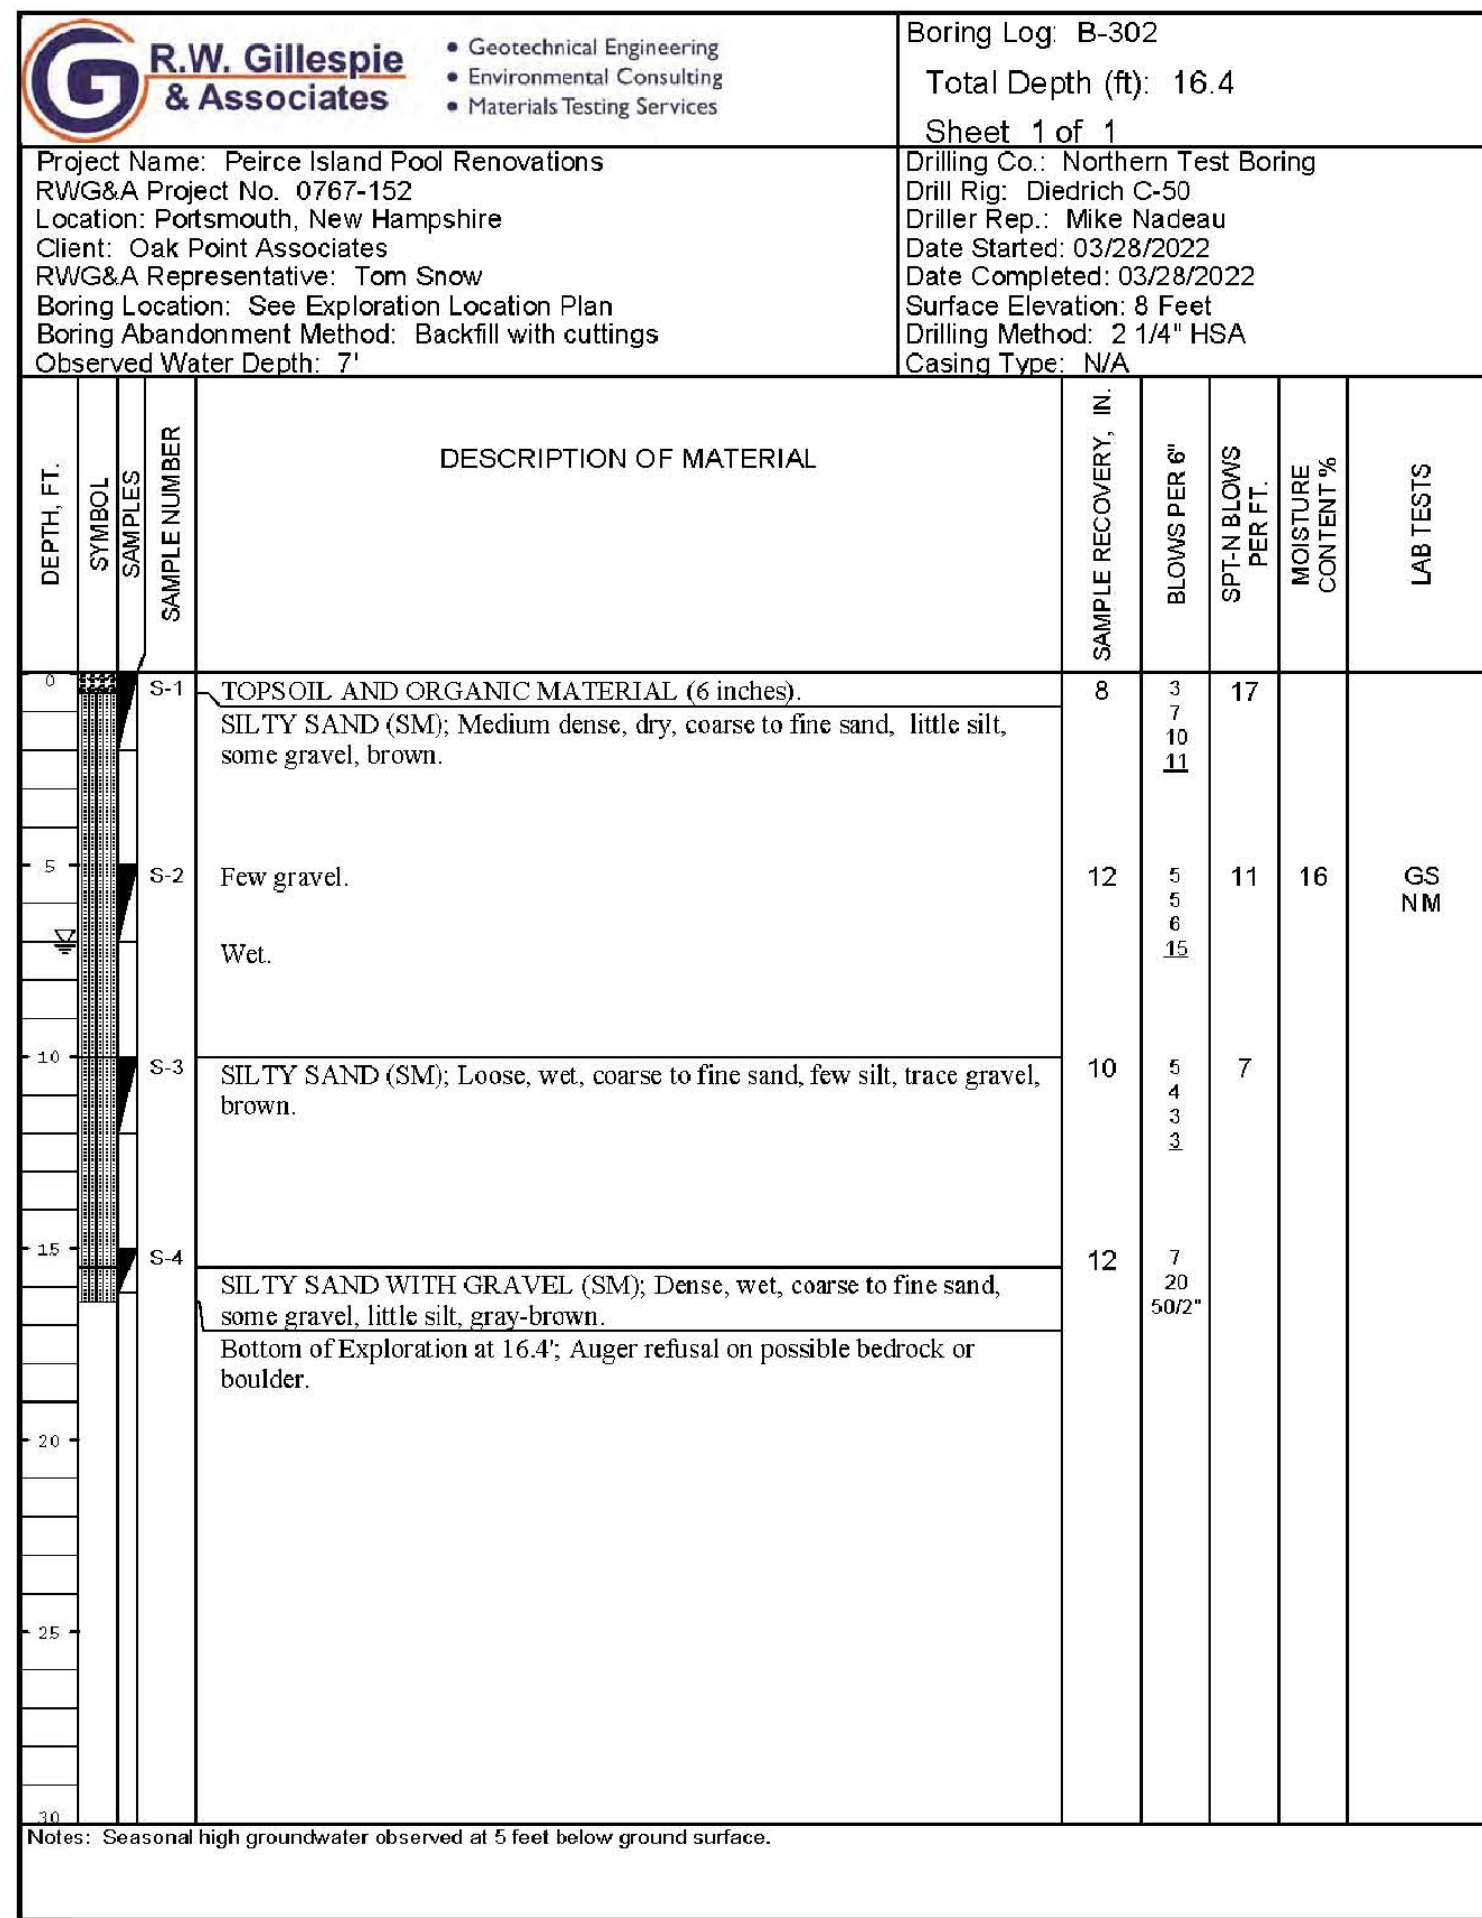 R.W. Gillespie
& Associates
• Geotechnical Engineering
• Environmental Consulting
• Materials Testing Services
Boring Log: B-302
Total Depth (ft): 16.4
Sheet 1 of 1
Project Name: Peirce Island Pool Renovations
RWG&A Project No. 0767-152
Location: Portsmouth, New Hampshire
Client: Oak Point Associates
RWG&A Representative: Tom Snow
Boring Location: See Exploration Location Plan
Boring Abandonment Method: Backfill with cuttings
Observed Water Depth: 7'
Drilling Co.: Northern Test Boring
Drill Rig: Diedrich C-50
Driller Rep.: Mike Nadeau
Date Started: 03/28/2022
Date Completed: 03/28/2022
Surface Elevation: 8 Feet
Drilling Method: 2 1/4" HSA
Casing Type: N/A
DEPTH, FT.
SYMBOL
SAMPLES
SAMPLE NUMBER
DESCRIPTION OF MATERIAL
SAMPLE RECOVERY, IN.
BLOWS PER 6"
SPT-N BLOWS
PER FT.
MOISTURE
CONTENT %
LAB TESTS
0
S-1
TOPSOIL AND ORGANIC MATERIAL (6 inches).
8
3
17
SILTY SAND (SM); Medium dense, dry, coarse to fine sand, little silt,
7
some gravel, brown.
10
11
5
S-2
Few gravel.
12
5
11
16
GS
5
NM
6
Wet.
15
10
S-3
SILTY SAND (SM); Loose, wet, coarse to fine sand, few silt, trace gravel,
10
5
7
brown.
4
3
3
15
S-4
12
7
SILTY SAND WITH GRAVEL (SM); Dense, wet, coarse to fine sand,
20
some gravel, little silt, gray-brown.
50/2"
Bottom of Exploration at 16.4'; Auger refusal on possible bedrock or
boulder.
20
25
30
Notes: Seasonal high groundwater observed at 5 feet below ground surface.